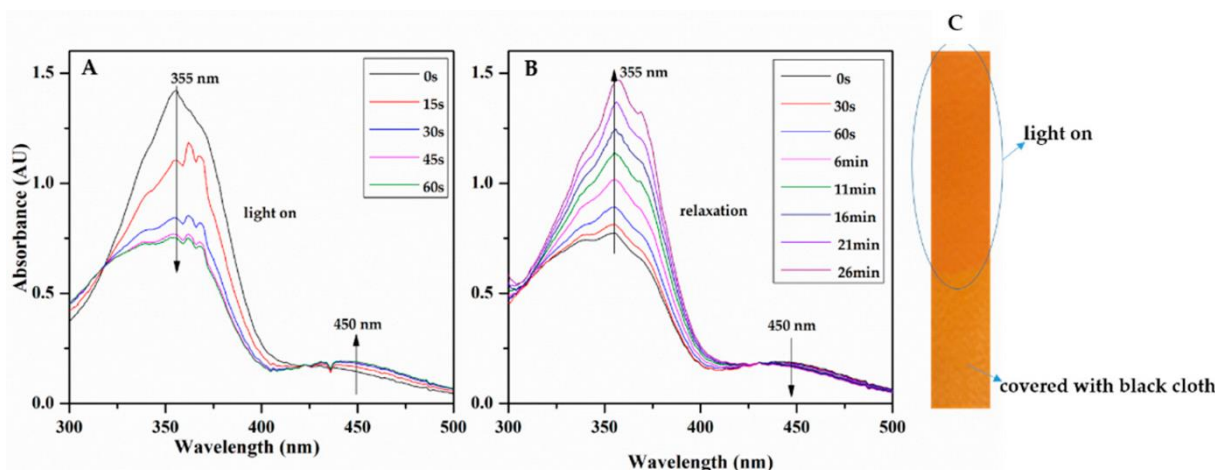 A
355 nm
0s
15s
30s
45s
60s
light on
450 nm
Absorbance (AU)
1.5
1.0
0.5
0.0
300
350
400
450
500
Wavelength (nm)
B
355 nm
0s
30s
60s
6min
11min
16min
21min
26min
relaxation
450 nm
1.5
1.0
0.5
0.0
300
350
400
450
500
Wavelength (nm)
C
light on
covered with black cloth